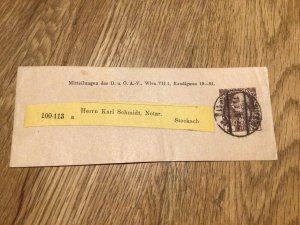 Mitteilungen des D. u. Ö. A.-V., Wien VII/1, Kandlgasse 19—21.
100-113 a
Herrn Karl Schmidt, Notar.
Stockach